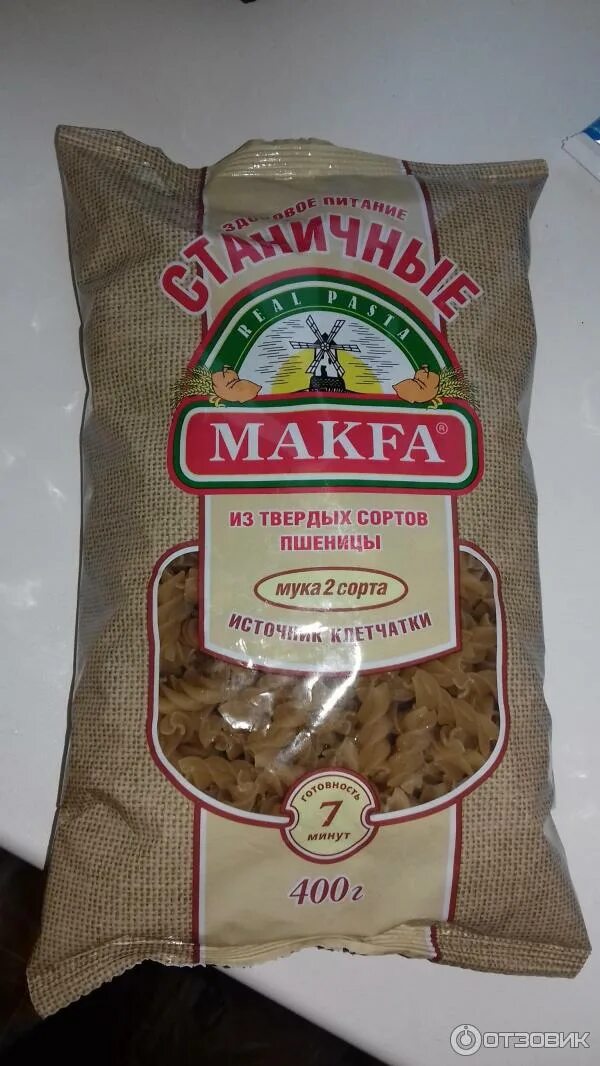 ЗДОРОВОЕ ПИТАНИЕ
СТАНИЧНЫЕ
REAL PASTA
MAKFA®
ИЗ ТВЕРДЫХ СОРТОВ
ПШЕНИЦЫ
мука 2 сорта
ИСТОЧНИК КЛЕТЧАТКИ
ГОТОВНОСТЬ
7
МИНУТ
400г
ОТЗОВИК